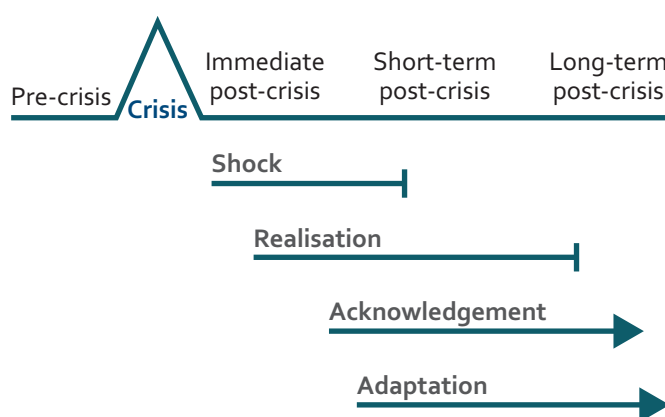 Pre-crisis
Crisis
Immediate
post-crisis
Short-term
post-crisis
Long-term
post-crisis
Shock
Realisation
Acknowledgement
Adaptation